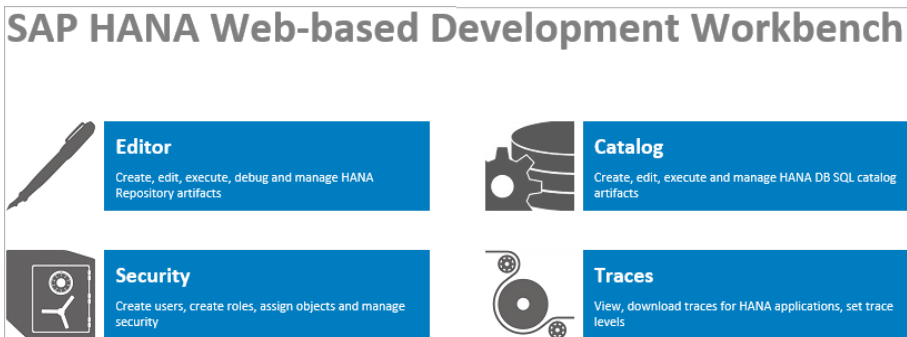 SAP HANA Web-based Development Workbench
Editor
Create, edit, execute, debug and manage HANA
Repository artifacts
Catalog
Create, edit, execute and manage HANA DB SQL catalog
artifacts
Security
Create users, create roles, assign objects and manage
security
Traces
View, download traces for HANA applications, set trace
levels